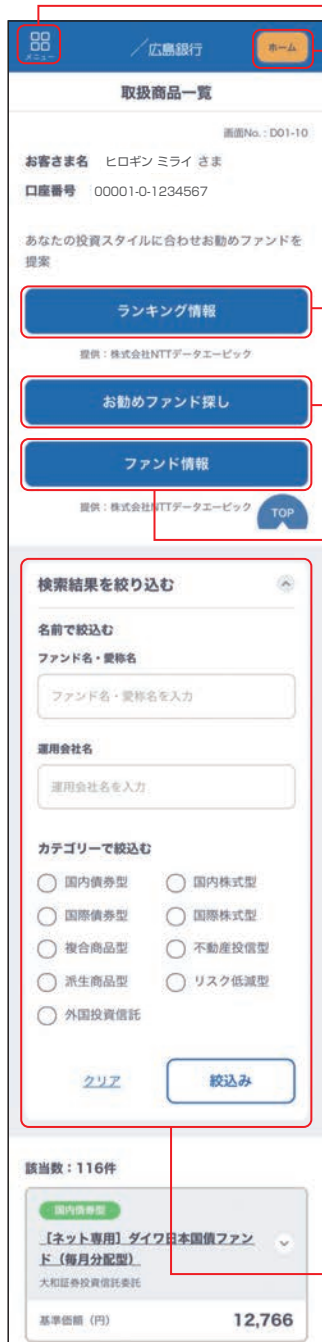 メニュー
広島銀行
ホーム
取扱商品一覧
画面No.：D01-10
お客さま名 ヒロギン ミライ さま
口座番号 00001-0-1234567
あなたの投資スタイルに合わせお勧めファンドを
提案
ランキング情報
提供：株式会社NTTデータエービック
お勧めファンド探し
ファンド情報
提供：株式会社NTTデータエービック
TOP
検索結果を絞り込む
名前で絞込む
ファンド名・愛称名
ファンド名・愛称名を入力
運用会社名
運用会社名を入力
カテゴリーで絞込む
国内債券型 国内株式型
国際債券型 国際株式型
複合商品型 不動産投信型
派生商品型 リスク低減型
外国投資信託
クリア 絞込み
該当数：116件
国内債券型
【ネット専用】ダイワ日本国債ファン
ド（毎月分配型）
大和証券投資信託委託
基準価額（円） 12,766